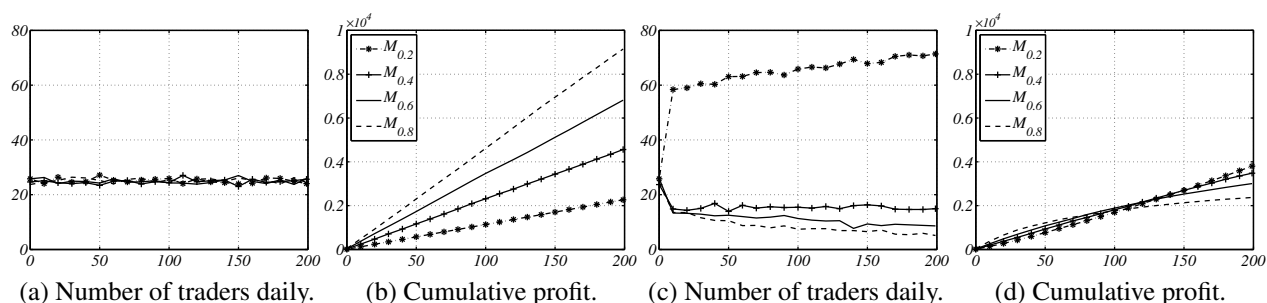 80
60
40
20
0
0 50 100 150 200
(a) Number of traders daily.
1 ×10⁴
0.8
0.6
0.4
0.2
0
0 50 100 150 200
M0.2
M0.4
M0.6
M0.8
(b) Cumulative profit.
80
60
40
20
0
0 50 100 150 200
(c) Number of traders daily.
1 ×10⁴
0.8
0.6
0.4
0.2
0
0 50 100 150 200
M0.2
M0.4
M0.6
M0.8
(d) Cumulative profit.